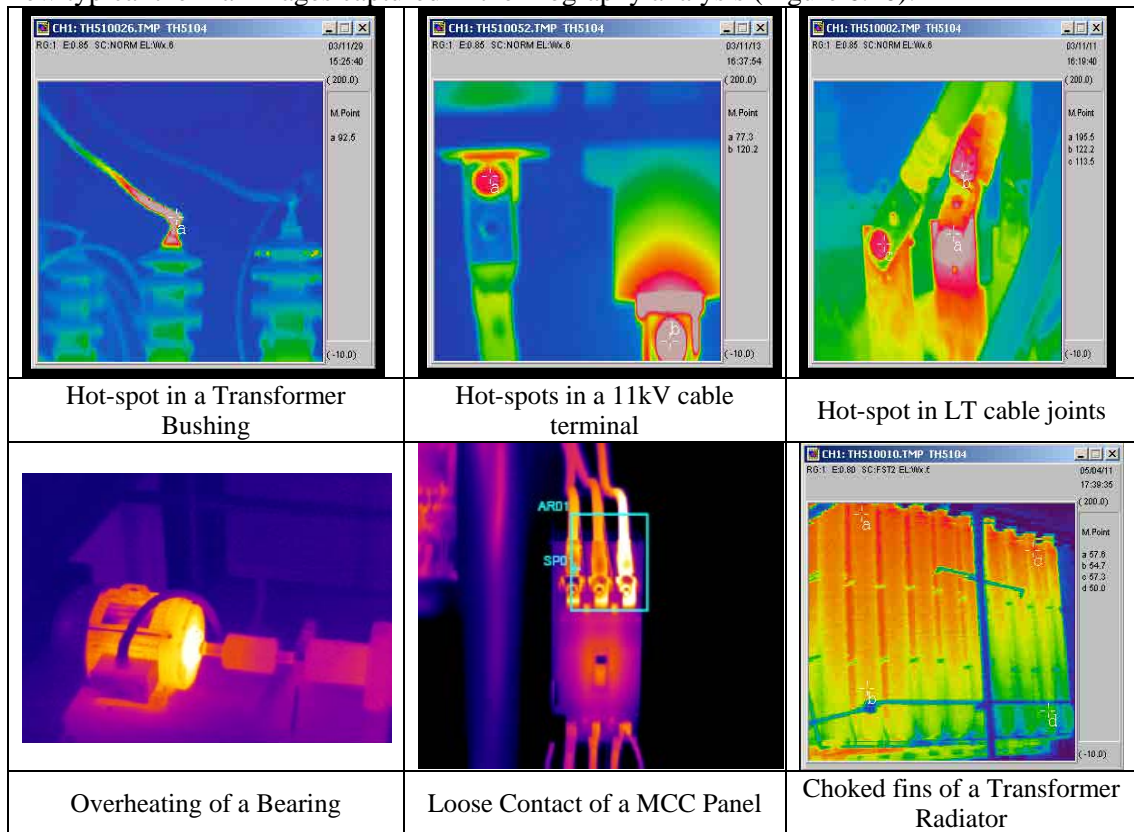 CH1: TH510026.TMP TH5104
RG:1 E:0.85 SC:NORM EL:Wx.6
03/11/29
15:25:40
( 200.0)
M.Point
a 92.5
a
( -10.0)
CH1: TH510052.TMP TH5104
RG:1 E:0.85 SC:NORM EL:Wx.6
03/11/13
16:37:54
( 200.0)
M.Point
a 77.3
b 120.2
a
b
( -10.0)
CH1: TH510002.TMP TH5104
RG:1 E:0.85 SC:NORM EL:Wx.6
03/11/11
16:19:40
( 200.0)
M.Point
a 195.5
b 122.2
c 113.5
a
( -10.0)
Hot-spot in a Transformer
Bushing
Hot-spots in a 11kV cable
terminal
Hot-spot in LT cable joints
AR01
SP01
CH1: TH510010.TMP TH5104
RG:1 E:0.80 SC:FST2 EL:Wx.6
05/04/11
17:39:35
( 200.0)
M.Point
a 57.6
b 54.7
c 57.3
d 50.0
a
b
d
( -10.0)
Overheating of a Bearing
Loose Contact of a MCC Panel
Choked fins of a Transformer
Radiator